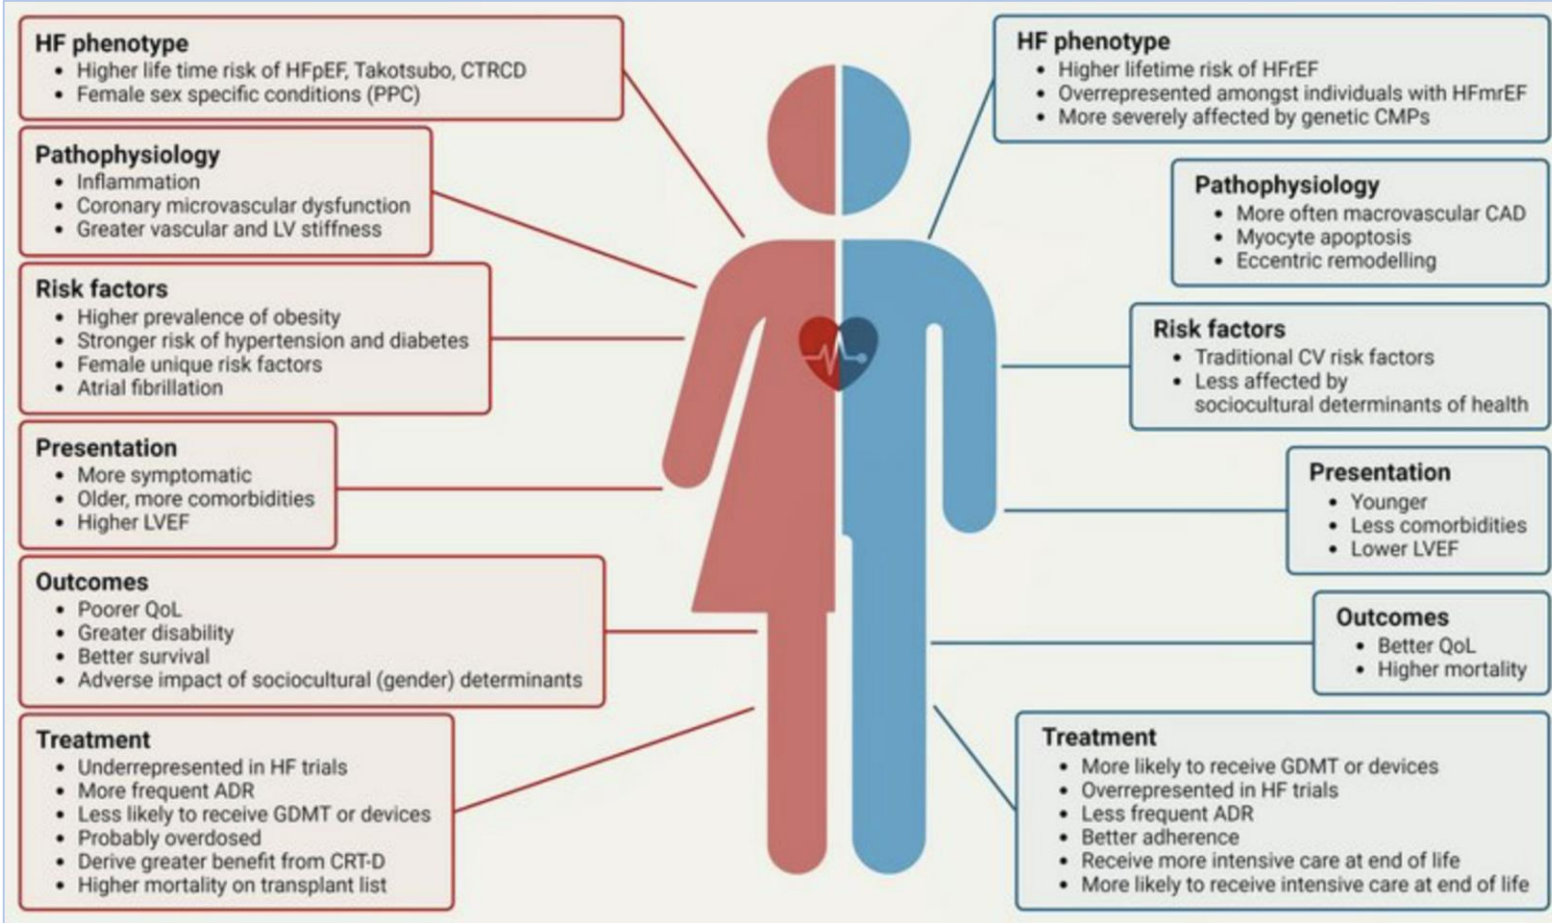 HF phenotype
• Higher life time risk of HFpEF, Takotsubo, CTRCD
• Female sex specific conditions (PPC)
Pathophysiology
• Inflammation
• Coronary microvascular dysfunction
• Greater vascular and LV stiffness
Risk factors
• Higher prevalence of obesity
• Stronger risk of hypertension and diabetes
• Female unique risk factors
• Atrial fibrillation
Presentation
• More symptomatic
• Older, more comorbidities
• Higher LVEF
Outcomes
• Poorer QoL
• Greater disability
• Better survival
• Adverse impact of sociocultural (gender) determinants
Treatment
• Underrepresented in HF trials
• More frequent ADR
• Less likely to receive GDMT or devices
• Probably overdosed
• Derive greater benefit from CRT-D
• Higher mortality on transplant list
HF phenotype
• Higher lifetime risk of HFrEF
• Overrepresented amongst individuals with HFmrEF
• More severely affected by genetic CMPs
Pathophysiology
• More often macrovascular CAD
• Myocyte apoptosis
• Eccentric remodelling
Risk factors
• Traditional CV risk factors
• Less affected by
sociocultural determinants of health
Presentation
• Younger
• Less comorbidities
• Lower LVEF
Outcomes
• Better QoL
• Higher mortality
Treatment
• More likely to receive GDMT or devices
• Overrepresented in HF trials
• Less frequent ADR
• Better adherence
• Receive more intensive care at end of life
• More likely to receive intensive care at end of life